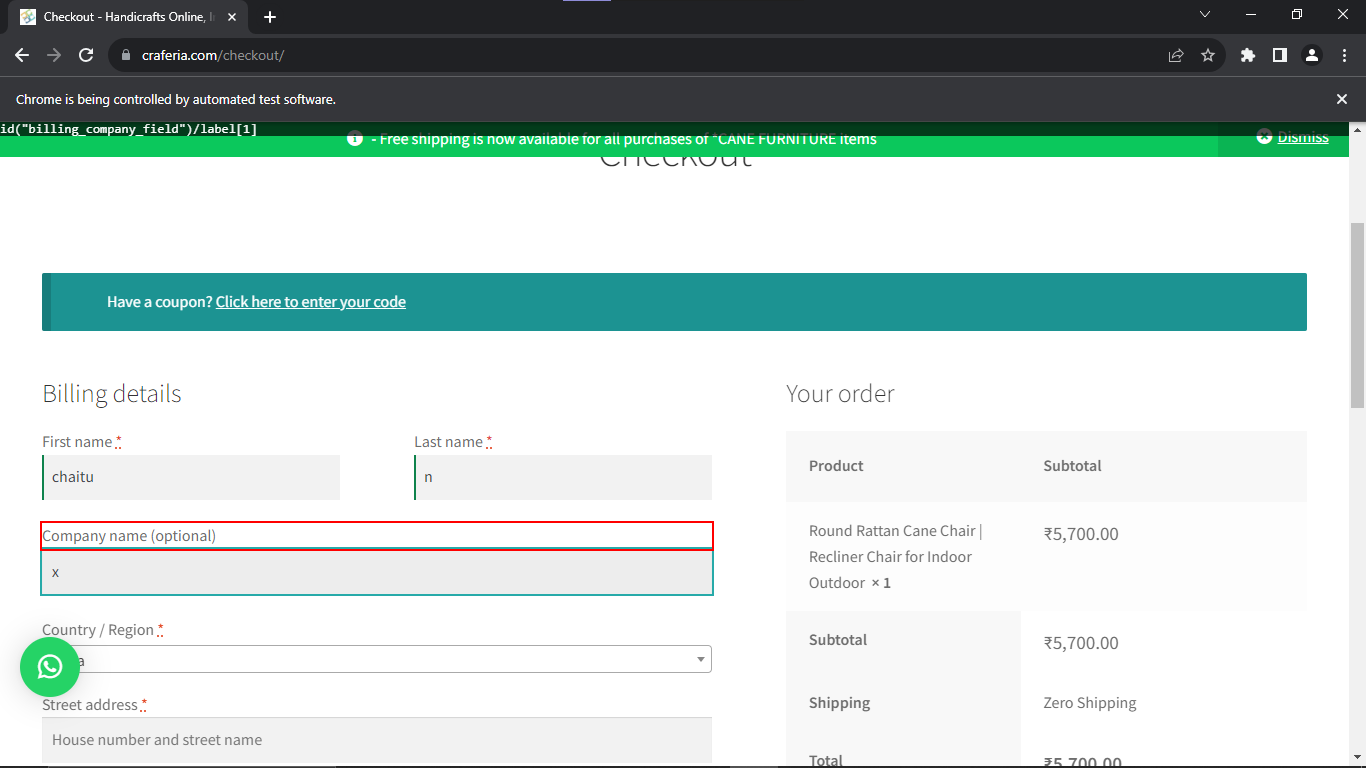 Checkout - Handicrafts Online, I
craferia.com/checkout/
Chrome is being controlled by automated test software.
id("billing_company_field")/label[1]
- Free shipping is now available for all purchases of *CANE FURNITURE items
Dismiss
Checkout
Have a coupon? Click here to enter your code
Billing details
First name *
Last name *
chaitu
n
Company name (optional)
x
Country / Region *
a
Street address *
House number and street name
Your order
Product
Subtotal
Round Rattan Cane Chair |
Recliner Chair for Indoor
Outdoor × 1
₹5,700.00
Subtotal
₹5,700.00
Shipping
Zero Shipping
Total
₹5,700.00